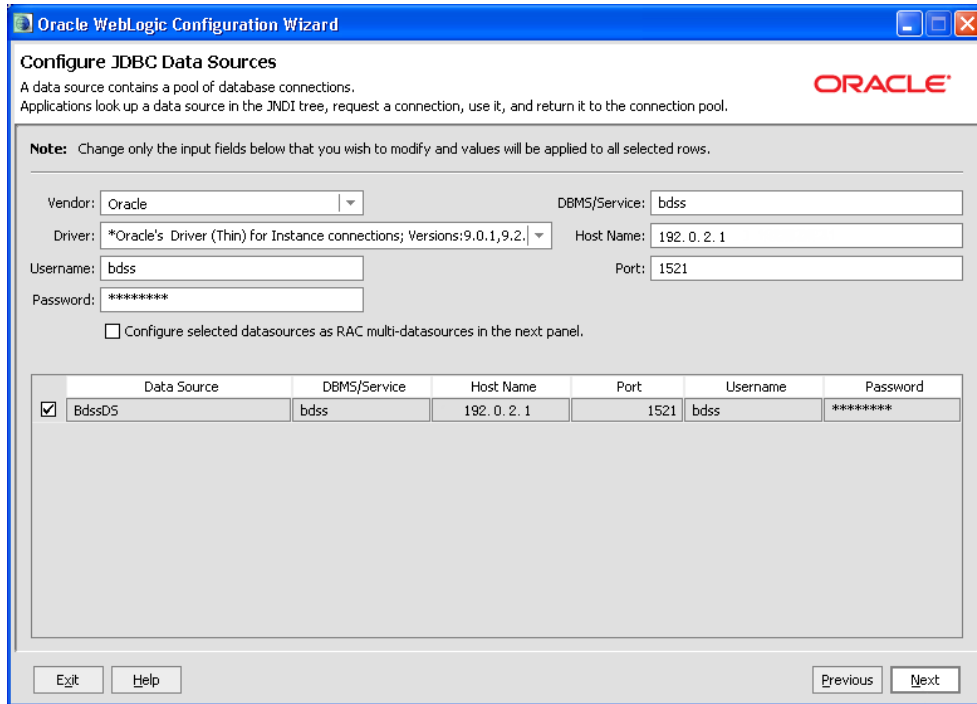 Oracle WebLogic Configuration Wizard
Configure JDBC Data Sources
A data source contains a pool of database connections.
Applications look up a data source in the JNDI tree, request a connection, use it, and return it to the connection pool.
ORACLE
Note: Change only the input fields below that you wish to modify and values will be applied to all selected rows.
Vendor: Oracle
DBMS/Service: bdss
Driver: *Oracle's Driver (Thin) for Instance connections; Versions:9.0.1,9.2.
Host Name: 192.0.2.1
Username: bdss
Port: 1521
Password: ********
Configure selected datasources as RAC multi-datasources in the next panel.
Data Source DBMS/Service Host Name Port Username Password
BdssDS bdss 192.0.2.1 1521 bdss ********
Exit Help Previous Next